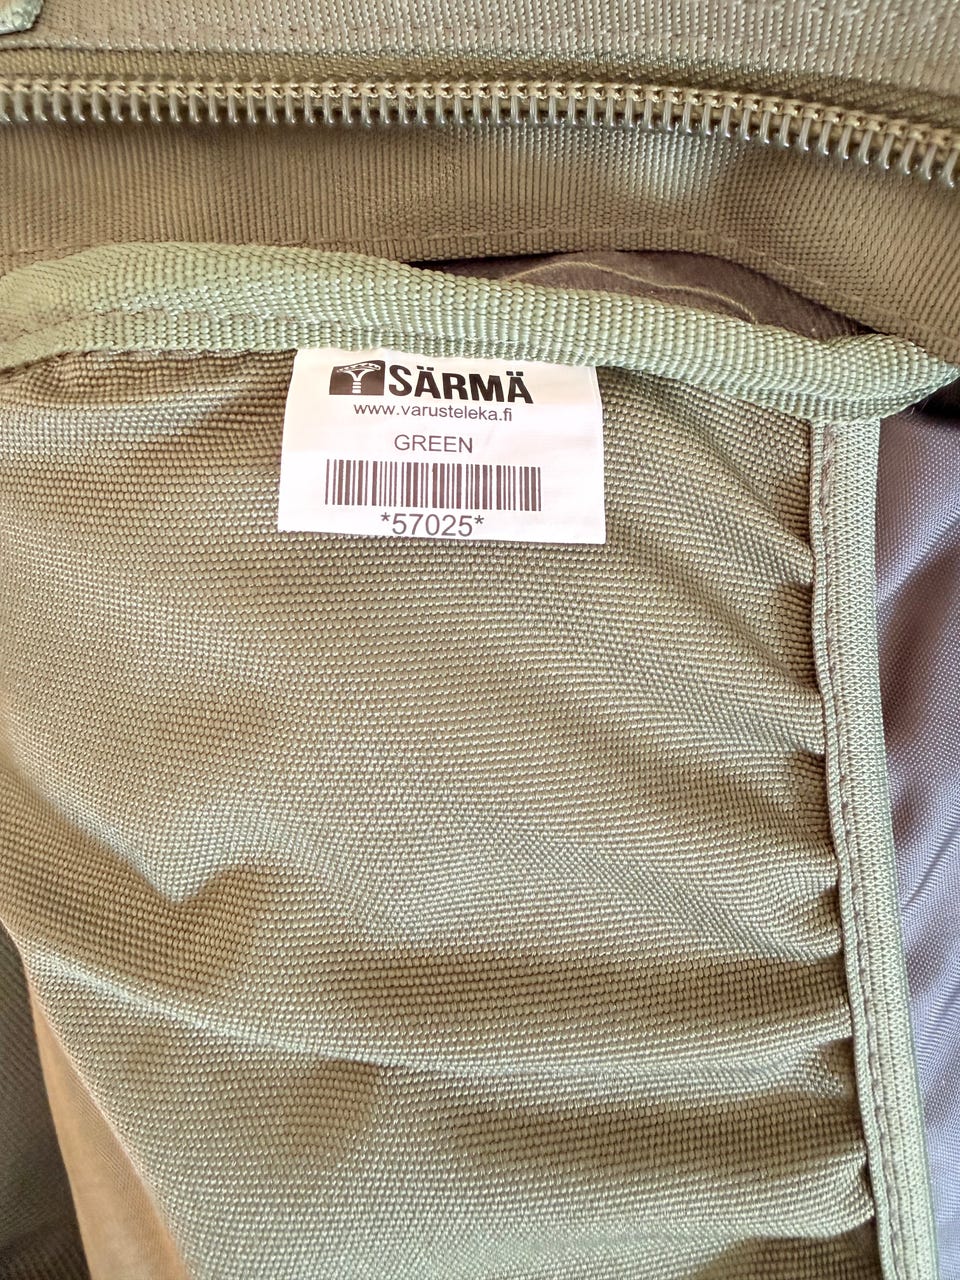 SÄRMÄ
www.varusteleka.fi
GREEN
*57025*